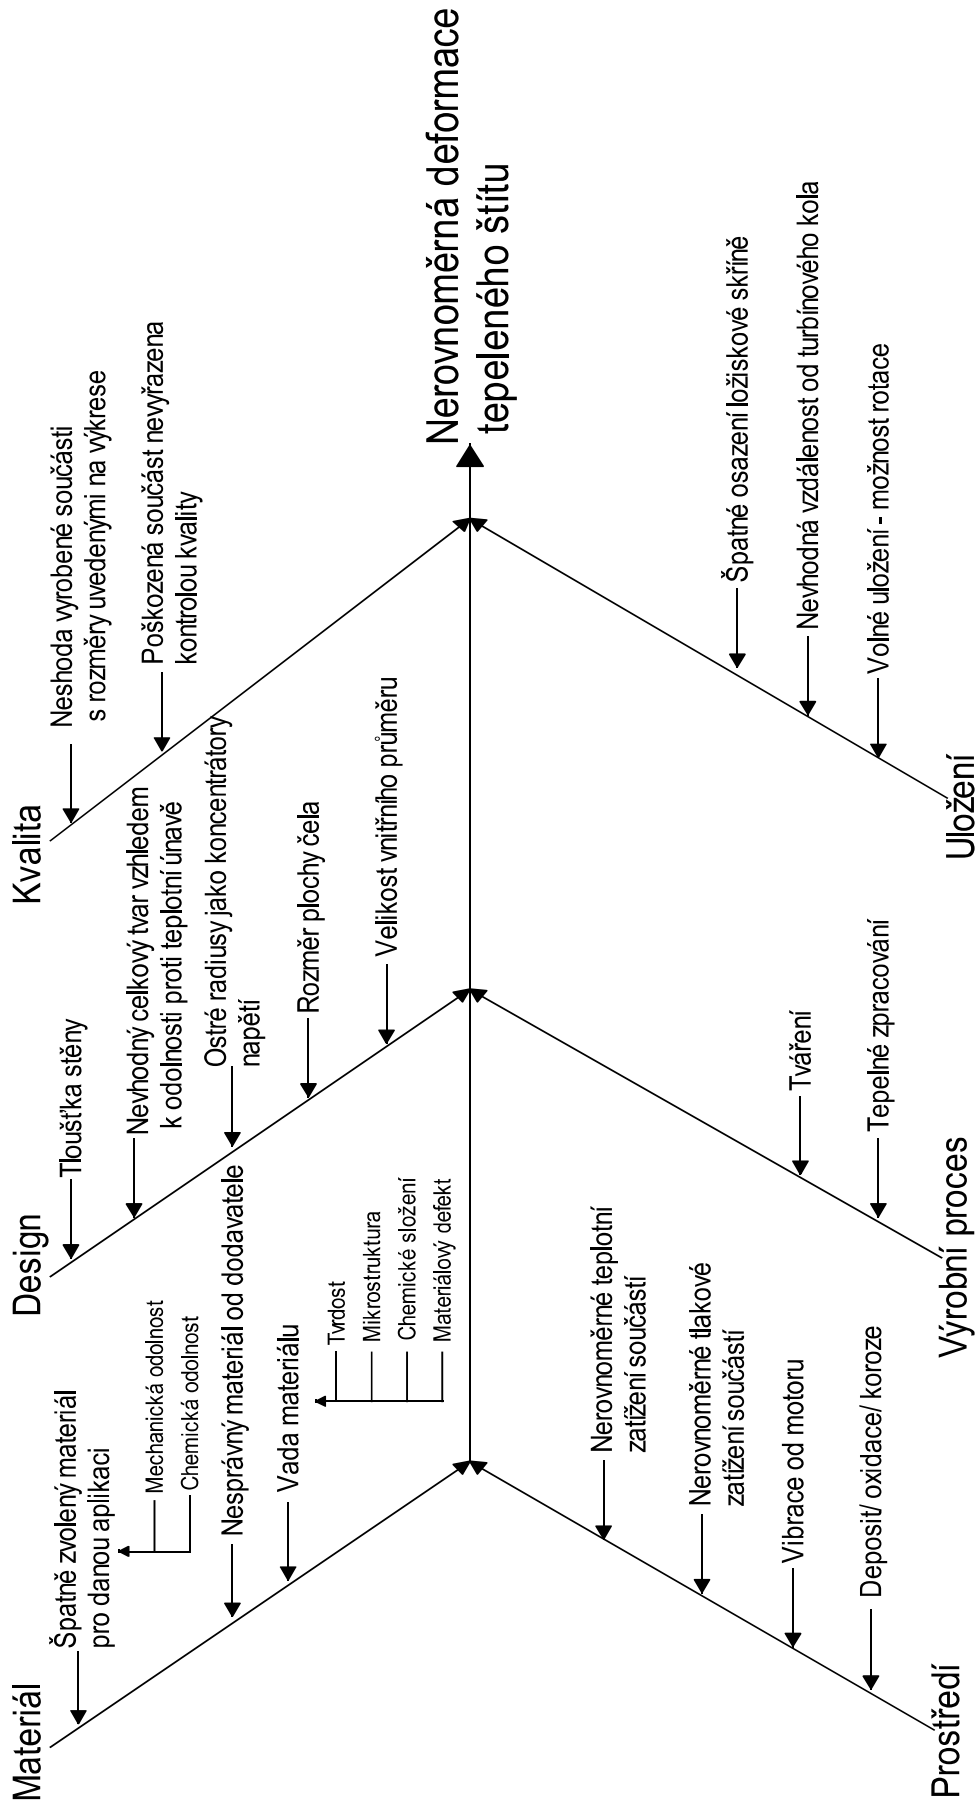 Materiál
Špatně zvolený materiál
pro danou aplikaci
Mechanická odolnost
Chemická odolnost
Nesprávný materiál od dodavatele
Vada materiálu
Tvrdost
Mikrostruktura
Chemické složení
Materiálový defekt
Design
Tloušťka stěny
Nevhodný celkový tvar vzhledem
k odolnosti proti teplotní únavě
Ostré radiusy jako koncentrátory
napětí
Rozměr plochy čela
Velikost vnitřního průměru
Kvalita
Neshoda vyrobené součásti
s rozměry uvedenými na výkrese
Poškozená součást nevyřazena
kontrolou kvality
Nerovnoměrná deformace
tepeleného štítu
Prostředí
Nerovnoměrné teplotní
zatížení součástí
Nerovnoměrné tlakové
zatížení součástí
Vibrace od motoru
Deposit/ oxidace/ koroze
Výrobní proces
Tváření
Tepelné zpracování
Uložení
Špatné osazení ložiskové skříně
Nevhodná vzdálenost od turbínového kola
Volné uložení - možnost rotace